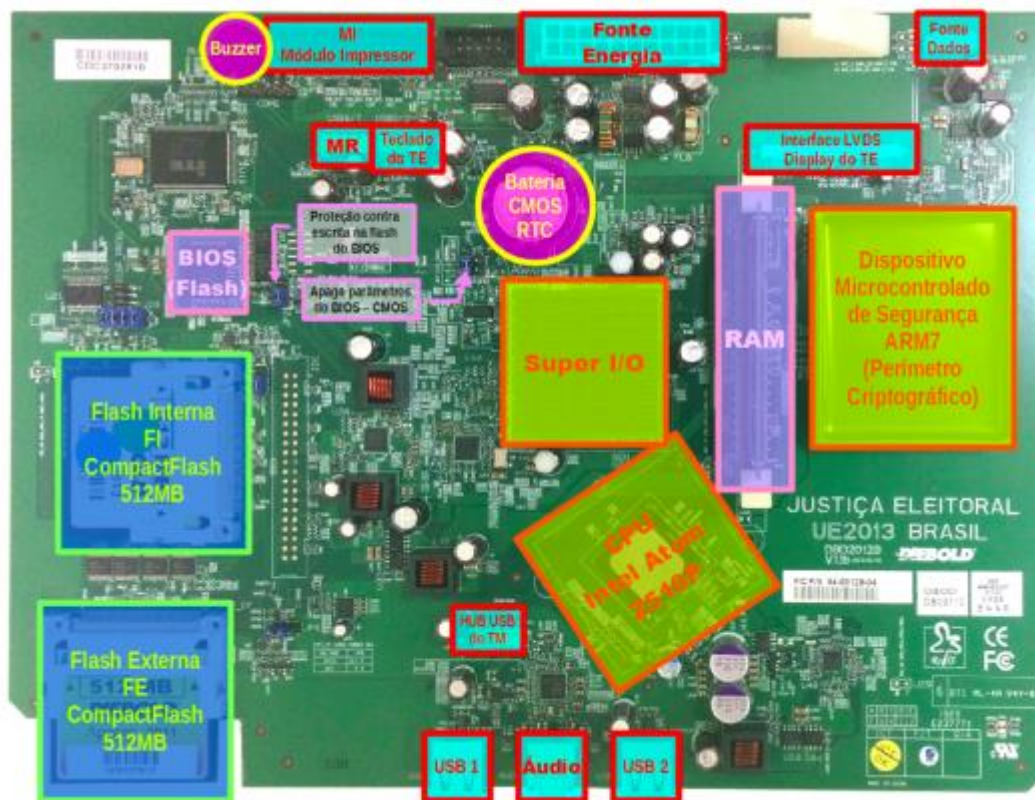 Buzzer
MI
Módulo Impressor
Fonte
Energia
Fonte
Dados
MR
Teclado
do TE
Interface LVDS
Display do TE
Bateria
CMOS
RTC
Proteção contra
escrita na flash
do BIOS
BIOS
(Flash)
Apaga parâmetros
do BIOS – CMOS
Super I/O
RAM
Dispositivo
Microcontrolado
de Segurança
ARM7
(Perímetro
Criptográfico)
Flash Interna
FI
CompactFlash
512MB
CPU
Intel Atom
Z510P
JUSTIÇA ELEITORAL
UE2013 BRASIL
DIEBOLD
HUB USB
do TM
Flash Externa
FE
CompactFlash
512MB
512MB
CE
FC
USB 1
Áudio
USB 2